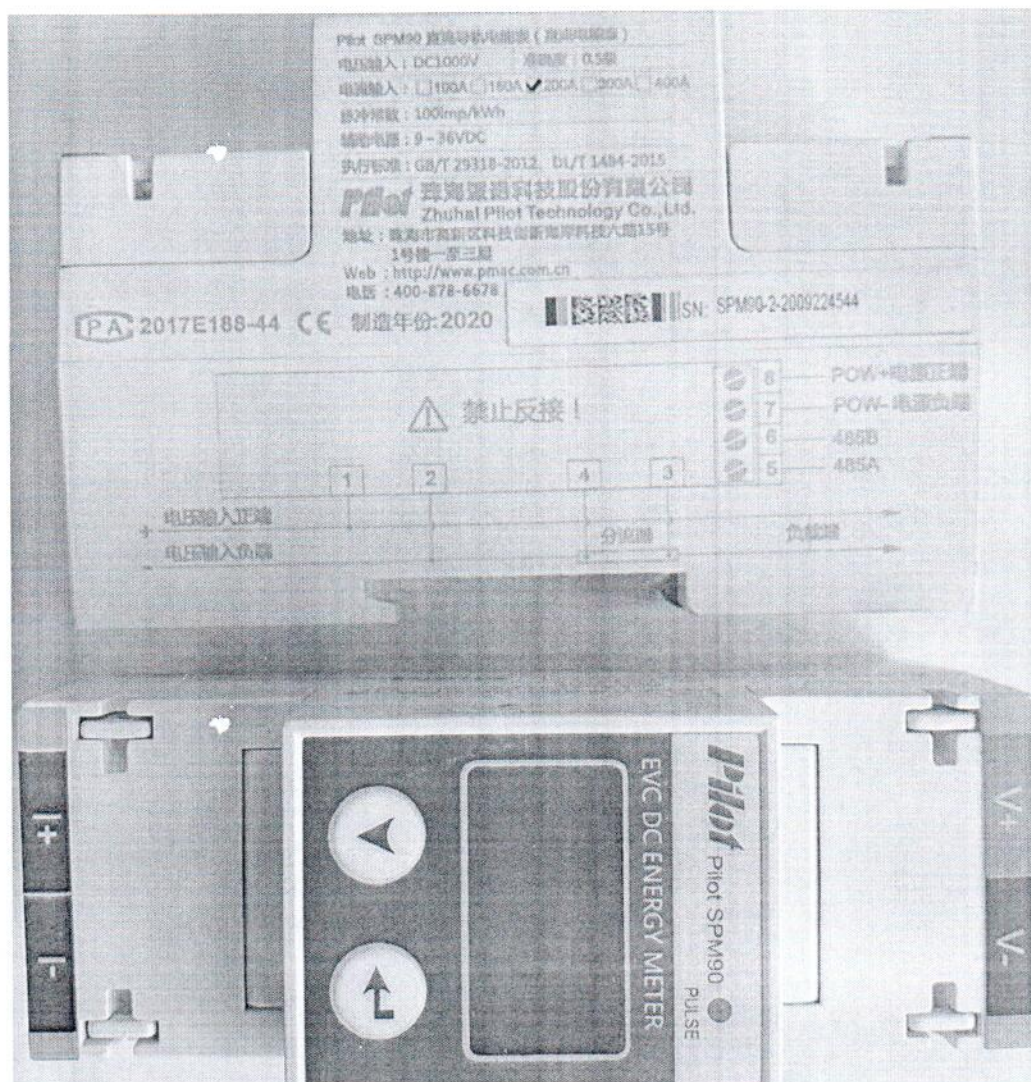 Pilot SPM90 直流导轨电能表（直流电能表）
电压输入：DC1000V 准确度：0.5级
电流输入：□100A □150A ✔200A □300A □400A
脉冲常数：100imp/kWh
辅助电源：9-36VDC
执行标准：GB/T 29318-2012、DL/T 1484-2015
Pilot 珠海派诺科技股份有限公司
Zhuhai Pilot Technology Co.,Ltd.
地址：珠海市高新区科技创新海岸科技六路15号
1号楼一至三层
Web：http://www.pmac.com.cn
电话：400-878-6678
PA 2017E188-44 CE 制造年份:2020
SN: SPM90-2-2009224544
禁止反接！
8 POW+电源正端
7 POW-电源负端
6 485B
5 485A
1 2 4 3
+ 电压输入正端
- 电压输入负端
分流器
负载端
I+
I-
EVC DC ENERGY METER
Pilot Pilot SPM90
PULSE
V+
V-